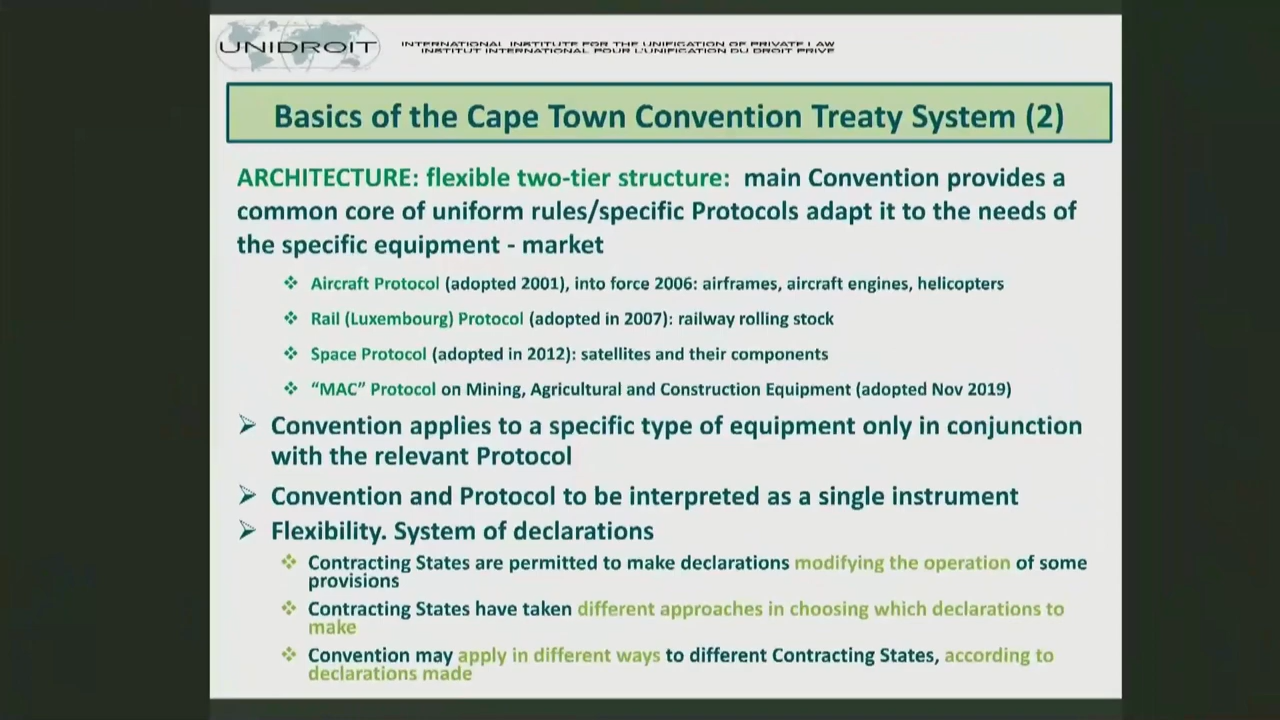 UNIDROIT
INTERNATIONAL INSTITUTE FOR THE UNIFICATION OF PRIVATE LAW
INSTITUT INTERNATIONAL POUR L'UNIFICATION DU DROIT PRIVE
Basics of the Cape Town Convention Treaty System (2)
ARCHITECTURE: flexible two-tier structure: main Convention provides a
common core of uniform rules/specific Protocols adapt it to the needs of
the specific equipment - market
❖ Aircraft Protocol (adopted 2001), into force 2006: airframes, aircraft engines, helicopters
❖ Rail (Luxembourg) Protocol (adopted in 2007): railway rolling stock
❖ Space Protocol (adopted in 2012): satellites and their components
❖ “MAC” Protocol on Mining, Agricultural and Construction Equipment (adopted Nov 2019)
➢ Convention applies to a specific type of equipment only in conjunction
with the relevant Protocol
➢ Convention and Protocol to be interpreted as a single instrument
➢ Flexibility. System of declarations
❖ Contracting States are permitted to make declarations modifying the operation of some
provisions
❖ Contracting States have taken different approaches in choosing which declarations to
make
❖ Convention may apply in different ways to different Contracting States, according to
declarations made